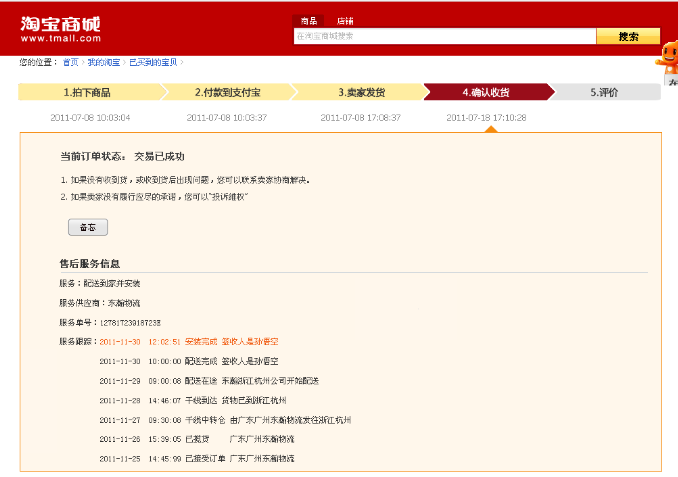 淘宝商城
www.tmall.com
商品 店铺
在淘宝商城搜索
搜索
您的位置： 首页 › 我的淘宝 › 已买到的宝贝 ›
在
1.拍下商品 2.付款到支付宝 3.卖家发货 4.确认收货 5.评价
2011-07-08 10:03:04 2011-07-08 10:03:37 2011-07-08 17:08:37 2011-07-18 17:10:28
当前订单状态： 交易已成功
1. 如果没有收到货，或收到货后出现问题，您可以联系卖家协商解决。
2. 如果卖家没有履行应尽的承诺，您可以"投诉维权"
备忘
售后服务信息
服务：配送到家并安装
服务供应商：东瀚物流
服务单号：12781723918723E
服务跟踪：2011-11-30 12:02:51 安装完成 签收人是孙悟空
2011-11-30 10:00:00 配送完成 签收人是孙悟空
2011-11-29 09:00:08 配送在途 东瀚浙江杭州公司开始配送
2011-11-28 14:46:07 干线到达 货物已到浙江杭州
2011-11-27 09:30:08 干线中转仓 由广东广州东瀚物流发往浙江杭州
2011-11-26 15:39:05 已揽货 广东广州东瀚物流
2011-11-25 14:45:99 已接受订单 广东广州东瀚物流